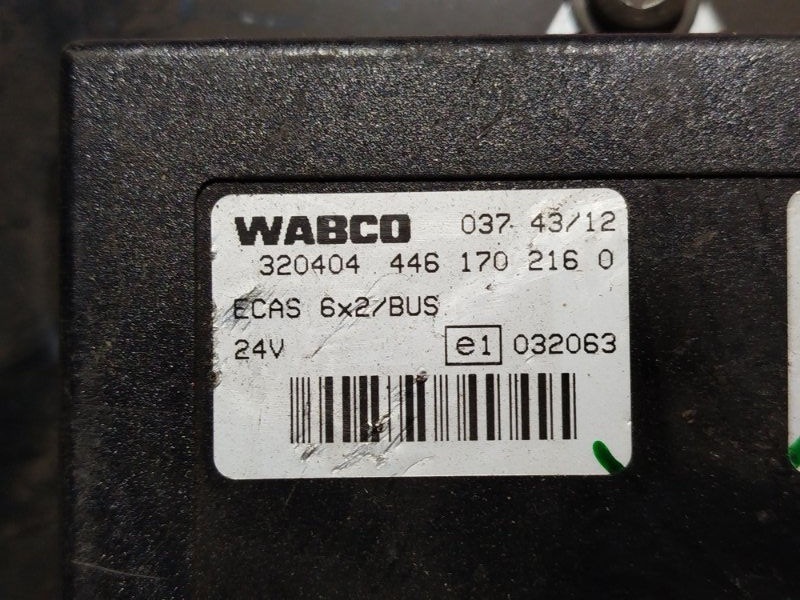 WABCO 037 43/12
320404 446 170 216 0
ECAS 6x2/BUS
24V e1 032063